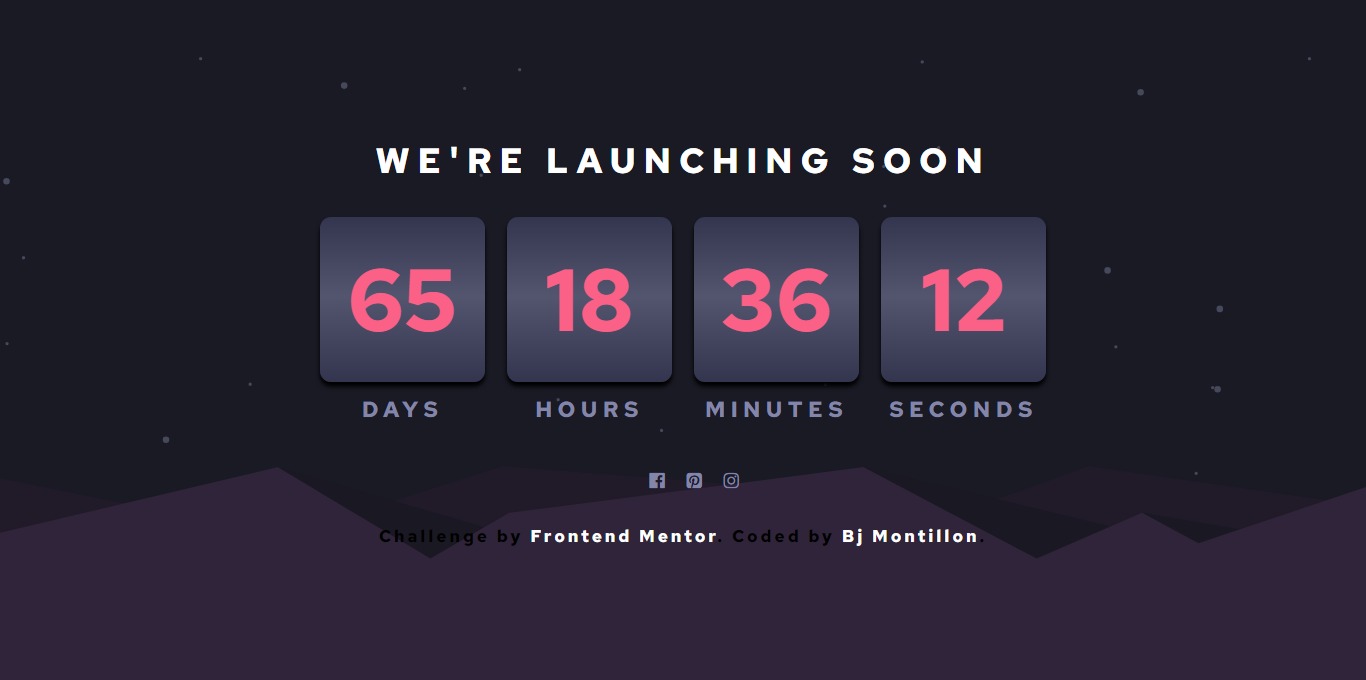 WE'RE LAUNCHING SOON
65 18 36 12
DAYS HOURS MINUTES SECONDS
Challenge by Frontend Mentor. Coded by Bj Montillon.